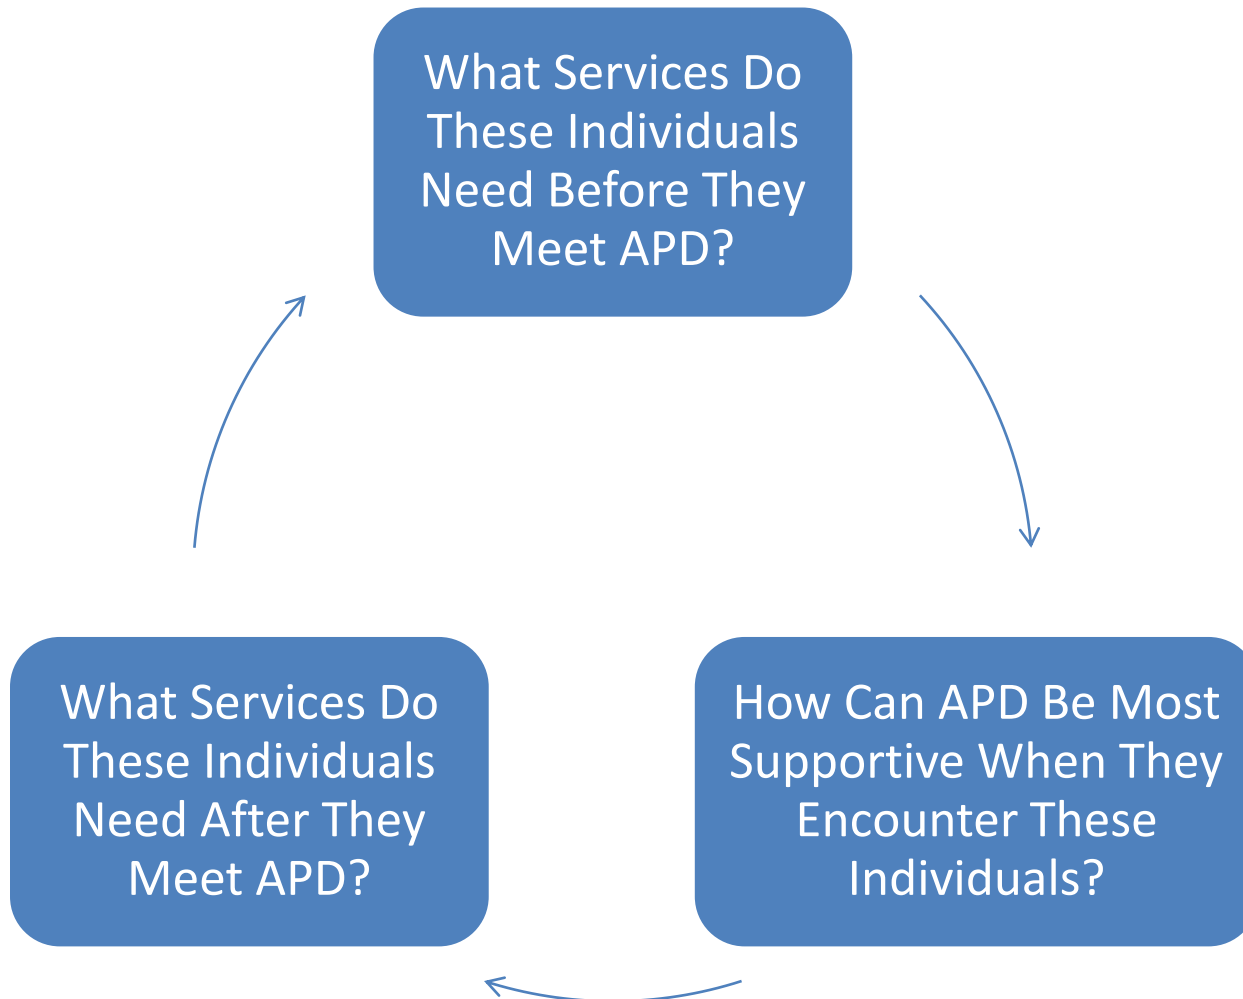 What Services Do
These Individuals
Need Before They
Meet APD?
What Services Do
These Individuals
Need After They
Meet APD?
How Can APD Be Most
Supportive When They
Encounter These
Individuals?